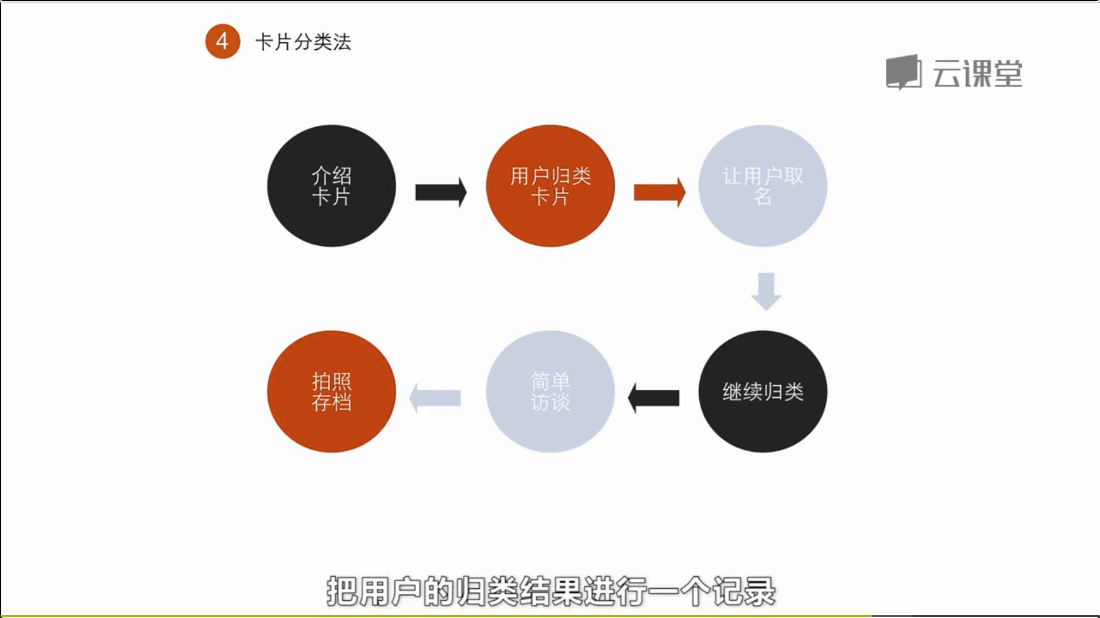 4 卡片分类法
云课堂
介绍
卡片
用户归类
卡片
让用户取
名
拍照
存档
简单
访谈
继续归类
把用户的归类结果进行一个记录